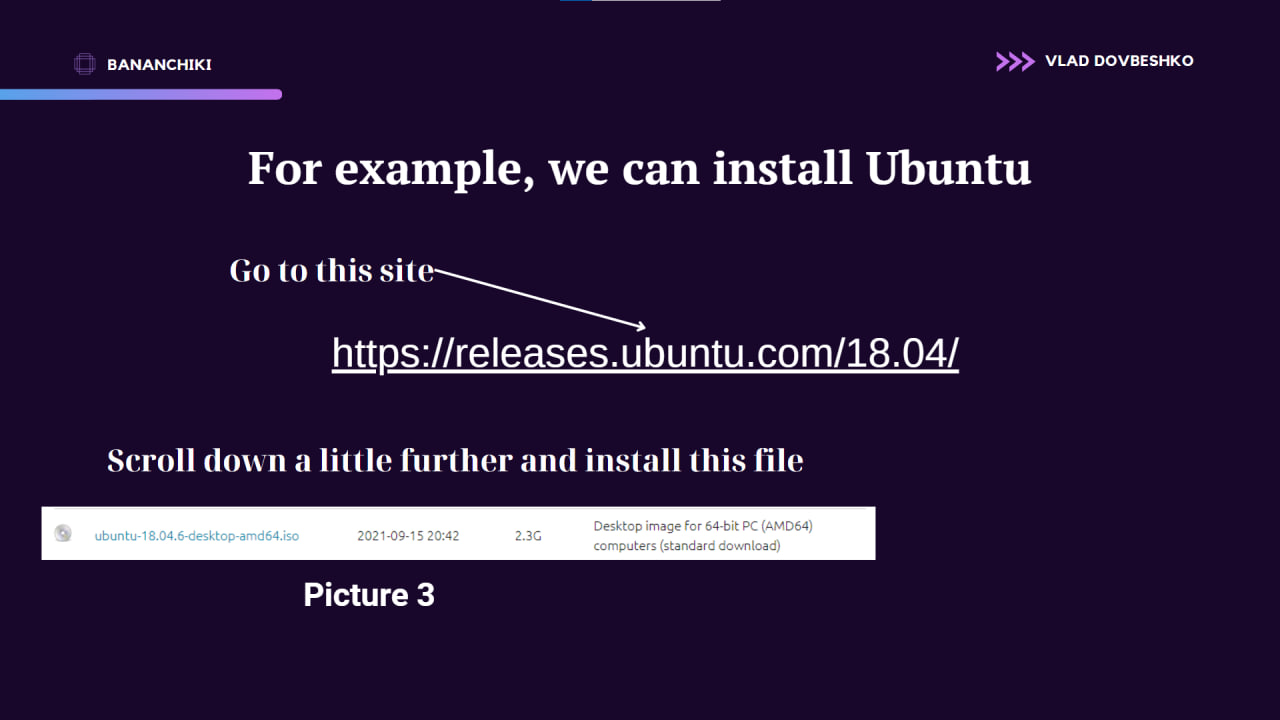 BANANCHIKI
VLAD DOVBESHKO
For example, we can install Ubuntu
Go to this site
https://releases.ubuntu.com/18.04/
Scroll down a little further and install this file
ubuntu-18.04.6-desktop-amd64.iso 2021-09-15 20:42 2.3G Desktop image for 64-bit PC (AMD64)
computers (standard download)
Picture 3